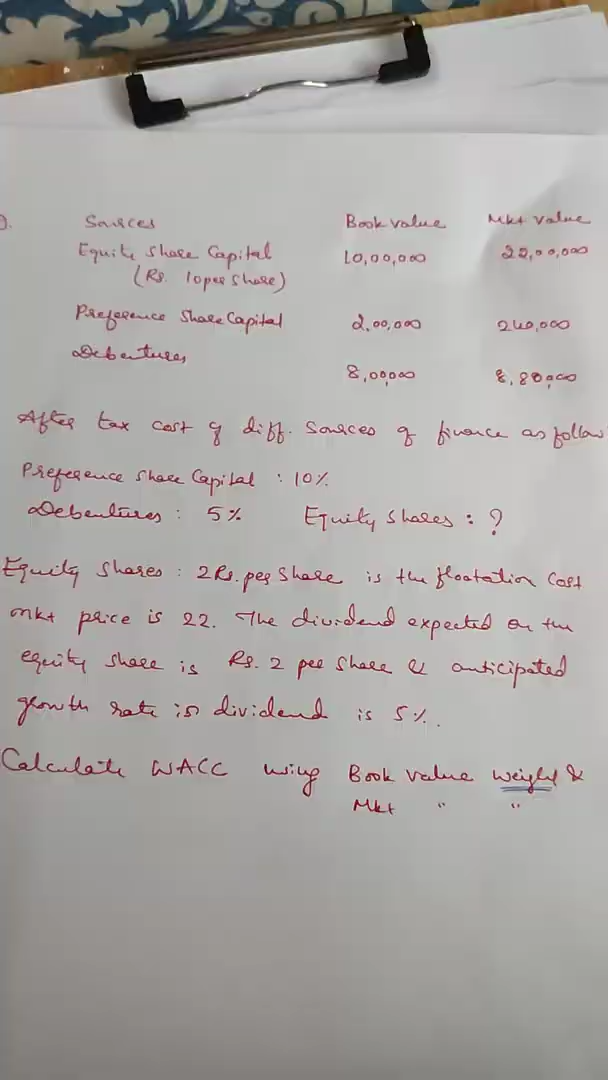 Sources Book Value Mkt Value
Equity Share Capital 10,00,000 22,00,000
(Rs. 10 per share)
Preference Share Capital 2,00,000 240,000
Debentures
8,00,000 8,80,000
After tax cost of diff. Sources of finance as follow
Preference Share Capital : 10%
Debentures : 5% Equity Shares : ?
Equity Shares : 2 Rs. per Share is the floatation Cost
mkt price is 22. The dividend expected on the
equity share is Rs. 2 per Share & anticipated
growth rate in dividend is 5%.
Calculate WACC using Book Value &
Mkt " "